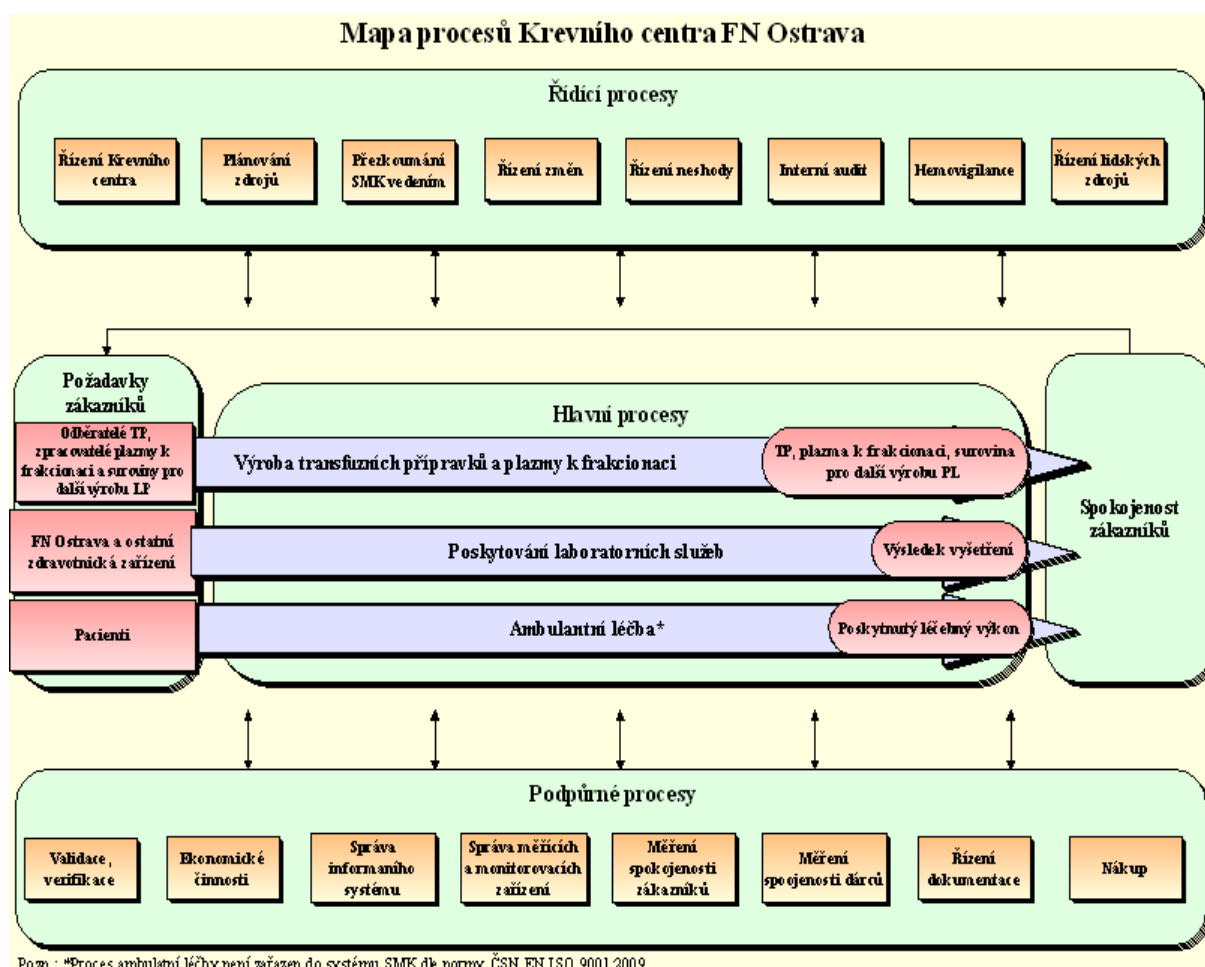 Mapa procesů Krevního centra FN Ostrava
Řídící procesy
Řízení Krevního
centra
Plánování
zdrojů
Přezkoumání
SMK vedením
Řízení změn
Řízení neshody
Interní audit
Hemovigilance
Řízení lidských
zdrojů
Požadavky
zákazníků
Hlavní procesy
Odběratelé TP,
zpracovatelé plazmy k
frakcionaci a suroviny pro
další výrobu LP
Výroba transfuzních přípravků a plazmy k frakcionaci
TP, plazma k frakcionaci, surovina
pro další výrobu PL
Spokojenost
zákazníků
FN Ostrava a ostatní
zdravotnická zařízení
Poskytování laboratorních služeb
Výsledek vyšetření
Pacienti
Ambulantní léčba*
Poskytnutý léčebný výkon
Podpůrné procesy
Validace,
verifikace
Ekonomické
činnosti
Správa
informaního
systému
Správa měřících
a monitorovacích
zařízení
Měření
spokojenosti
zákazníků
Měření
spojenosti dárců
Řízení
dokumentace
Nákup
Pozn.: *Proces ambulatní léčby není zařazen do systému SMK dle normy ČSN EN ISO 9001:2009